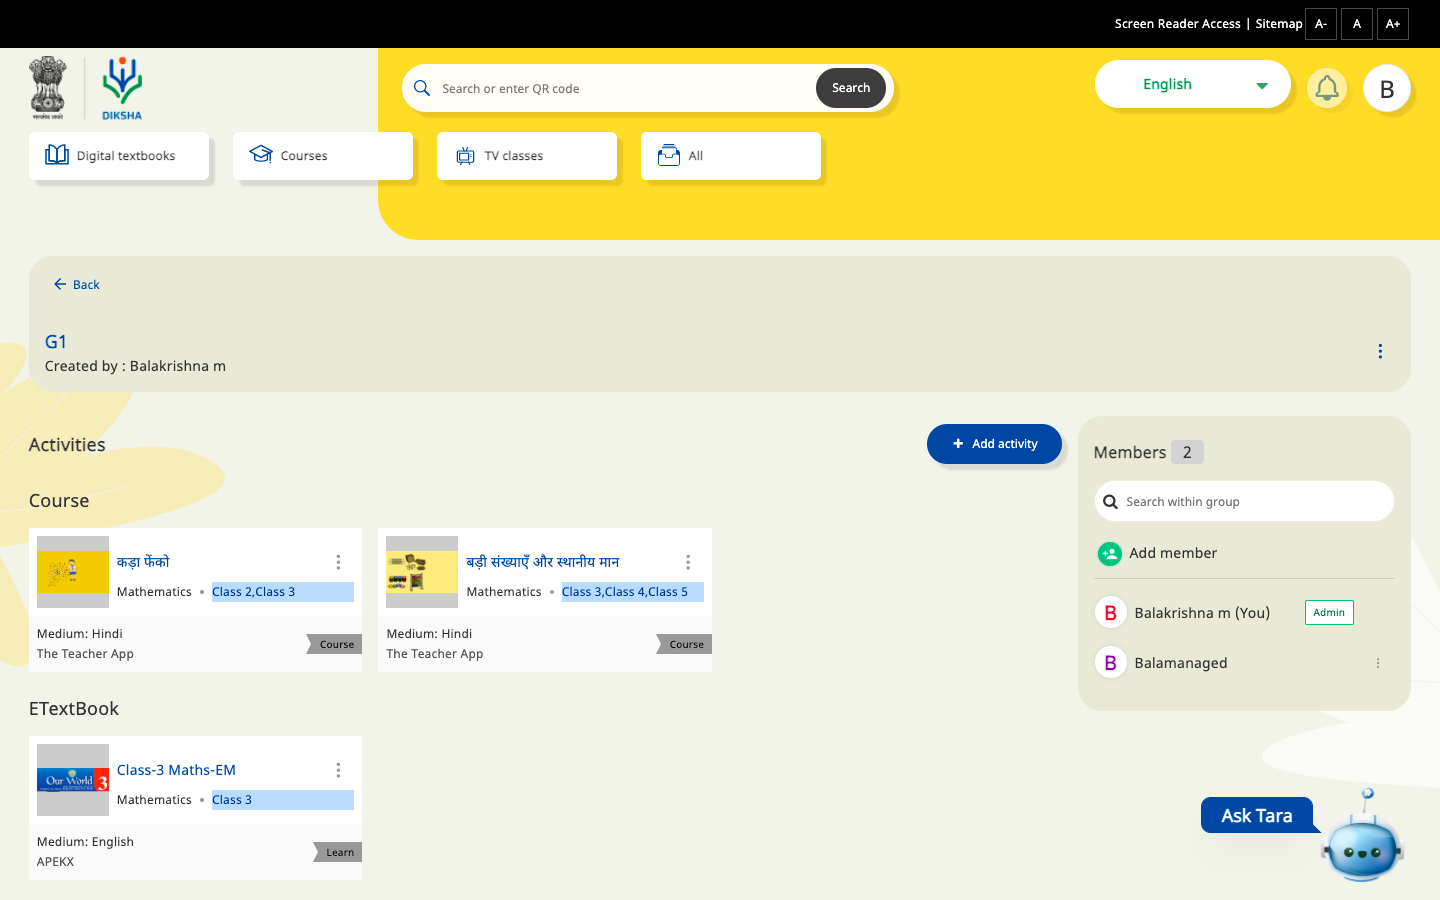 Screen Reader Access | Sitemap A- A A+
DIKSHA
Search or enter QR code
Search
English
B
Digital textbooks
Courses
TV classes
All
Back
G1
Created by : Balakrishna m
Activities
+ Add activity
Course
कड़ा फेंको
Mathematics • Class 2,Class 3
Medium: Hindi
The Teacher App
Course
बड़ी संख्याएँ और स्थानीय मान
Mathematics • Class 3,Class 4,Class 5
Medium: Hindi
The Teacher App
Course
ETextBook
Our World 3
Class-3 Maths-EM
Mathematics • Class 3
Medium: English
APEKX
Learn
Members 2
Search within group
Add member
B Balakrishna m (You) Admin
B Balamanaged
Ask Tara